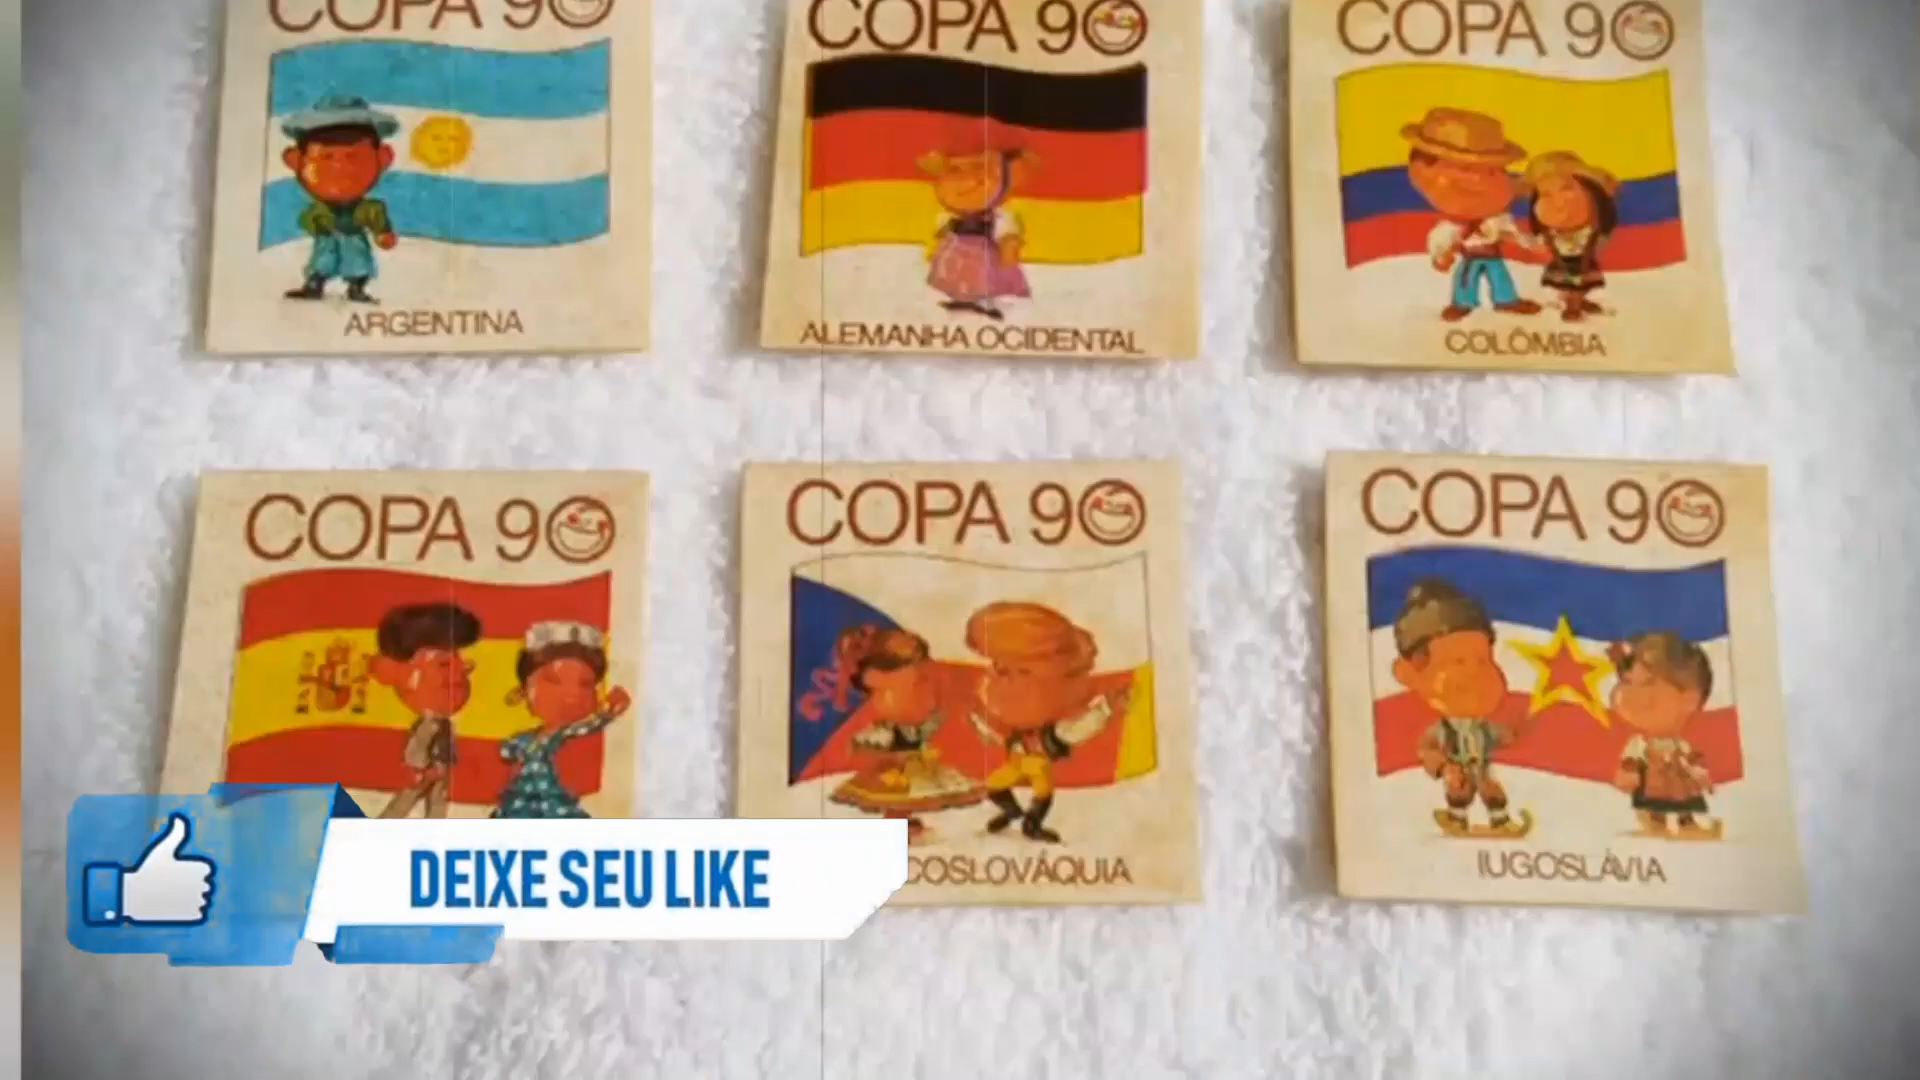 COPA 90
COPA 90
COPA 90
ARGENTINA
ALEMANHA OCIDENTAL
COLÔMBIA
COPA 90
COPA 90
COPA 90
COSLOVÁQUIA
IUGOSLÁVIA
DEIXE SEU LIKE